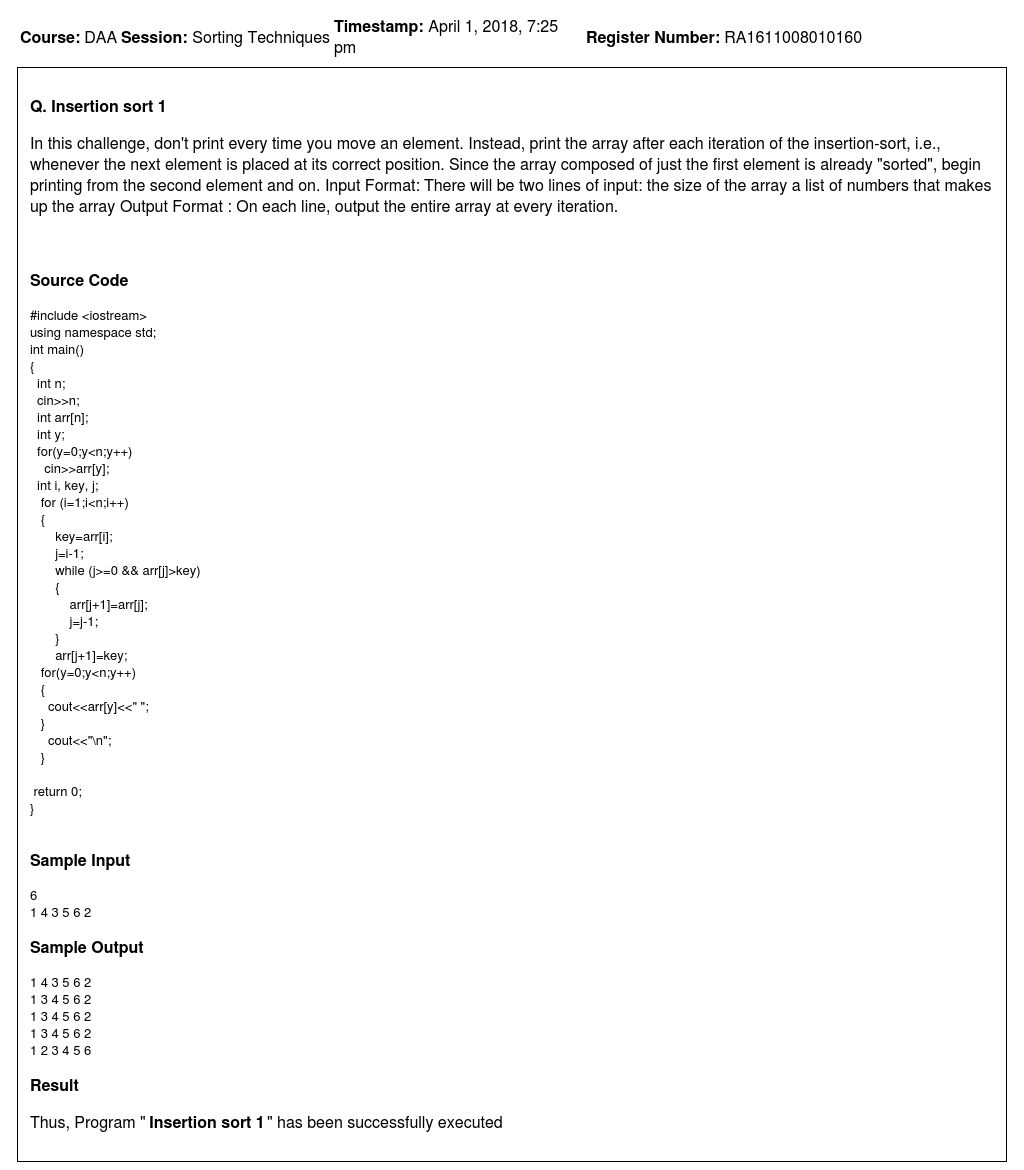 Course: DAA Session: Sorting Techniques Timestamp: April 1, 2018, 7:25 pm Register Number: RA1611008010160
Q. Insertion sort 1
In this challenge, don't print every time you move an element. Instead, print the array after each iteration of the insertion-sort, i.e.,
whenever the next element is placed at its correct position. Since the array composed of just the first element is already "sorted", begin
printing from the second element and on. Input Format: There will be two lines of input: the size of the array a list of numbers that makes
up the array Output Format : On each line, output the entire array at every iteration.
Source Code
#include <iostream>
using namespace std;
int main()
{
  int n;
  cin>>n;
  int arr[n];
  int y;
  for(y=0;y<n;y++)
    cin>>arr[y];
  int i, key, j;
   for (i=1;i<n;i++)
   {
       key=arr[i];
       j=i-1;
       while (j>=0 && arr[j]>key)
       {
           arr[j+1]=arr[j];
           j=j-1;
       }
       arr[j+1]=key;
   for(y=0;y<n;y++)
   {
     cout<<arr[y]<<" ";
   }
     cout<<"\n";
   }
 return 0;
}
Sample Input
6
1 4 3 5 6 2
Sample Output
1 4 3 5 6 2
1 3 4 5 6 2
1 3 4 5 6 2
1 3 4 5 6 2
1 2 3 4 5 6
Result
Thus, Program " Insertion sort 1 " has been successfully executed